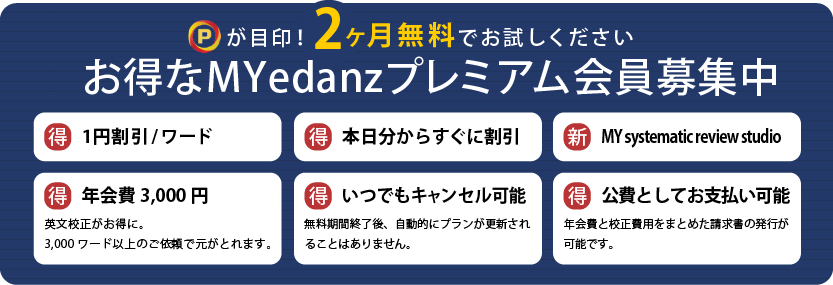 Pが目印！2ヶ月無料でお試しください
お得なMYedanzプレミアム会員募集中
得 1円割引 / ワード
得 本日分からすぐに割引
新 MY systematic review studio
得 年会費 3,000 円
英文校正がお得に。
3,000 ワード以上のご依頼で元がとれます。
得 いつでもキャンセル可能
無料期間終了後、自動的にプランが更新され
ることはありません。
得 公費としてお支払い可能
年会費と校正費用をまとめた請求書の発行が
可能です。